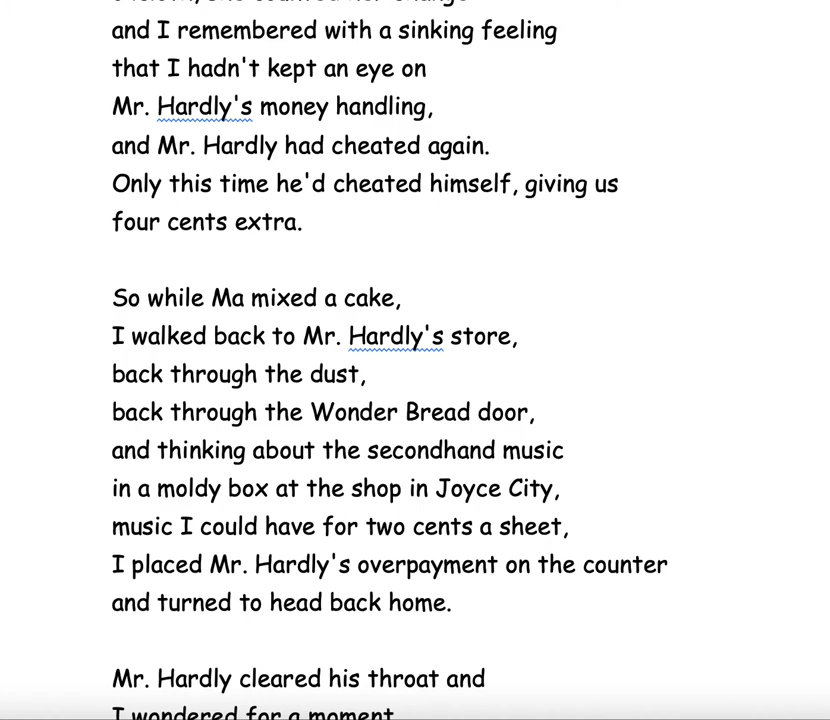 and I remembered with a sinking feeling
that I hadn't kept an eye on
Mr. Hardly's money handling,
and Mr. Hardly had cheated again.
Only this time he'd cheated himself, giving us
four cents extra.
So while Ma mixed a cake,
I walked back to Mr. Hardly's store,
back through the dust,
back through the Wonder Bread door,
and thinking about the secondhand music
in a moldy box at the shop in Joyce City,
music I could have for two cents a sheet,
I placed Mr. Hardly's overpayment on the counter
and turned to head back home.
Mr. Hardly cleared his throat and
I wondered for a moment